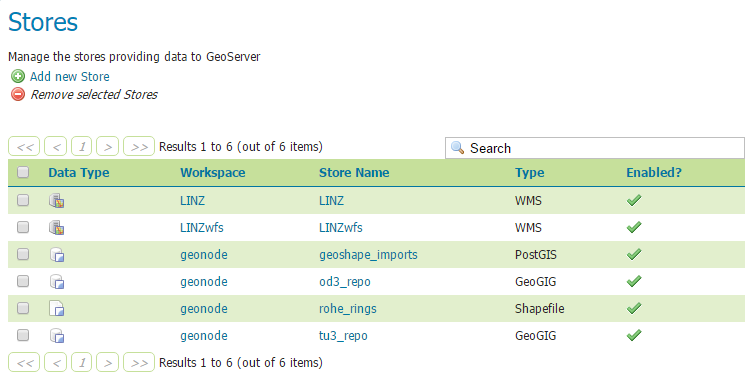 Stores
Manage the stores providing data to GeoServer
Add new Store
Remove selected Stores
<< < 1 > >> Results 1 to 6 (out of 6 items) Search
Data Type Workspace Store Name Type Enabled?
LINZ LINZ WMS
LINZwfs LINZwfs WMS
geonode geoshape_imports PostGIS
geonode od3_repo GeoGIG
geonode rohe_rings Shapefile
geonode tu3_repo GeoGIG
<< < 1 > >> Results 1 to 6 (out of 6 items)